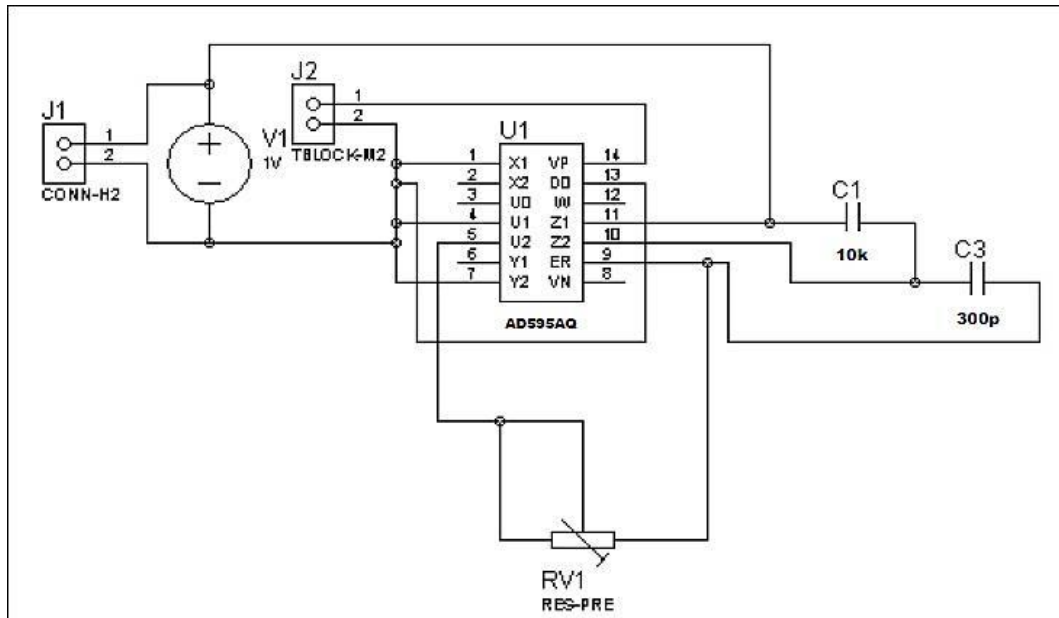 J1
1
2
CONN-H2
V1
1V
J2
1
2
TBLOCK-M2
U1
1 X1 VP 14
2 X2 DD 13
3 U0 W 12
4 U1 Z1 11
5 U2 Z2 10
6 Y1 ER 9
7 Y2 VN 8
AD595AQ
C1
10k
C3
300p
RV1
RES-PRE